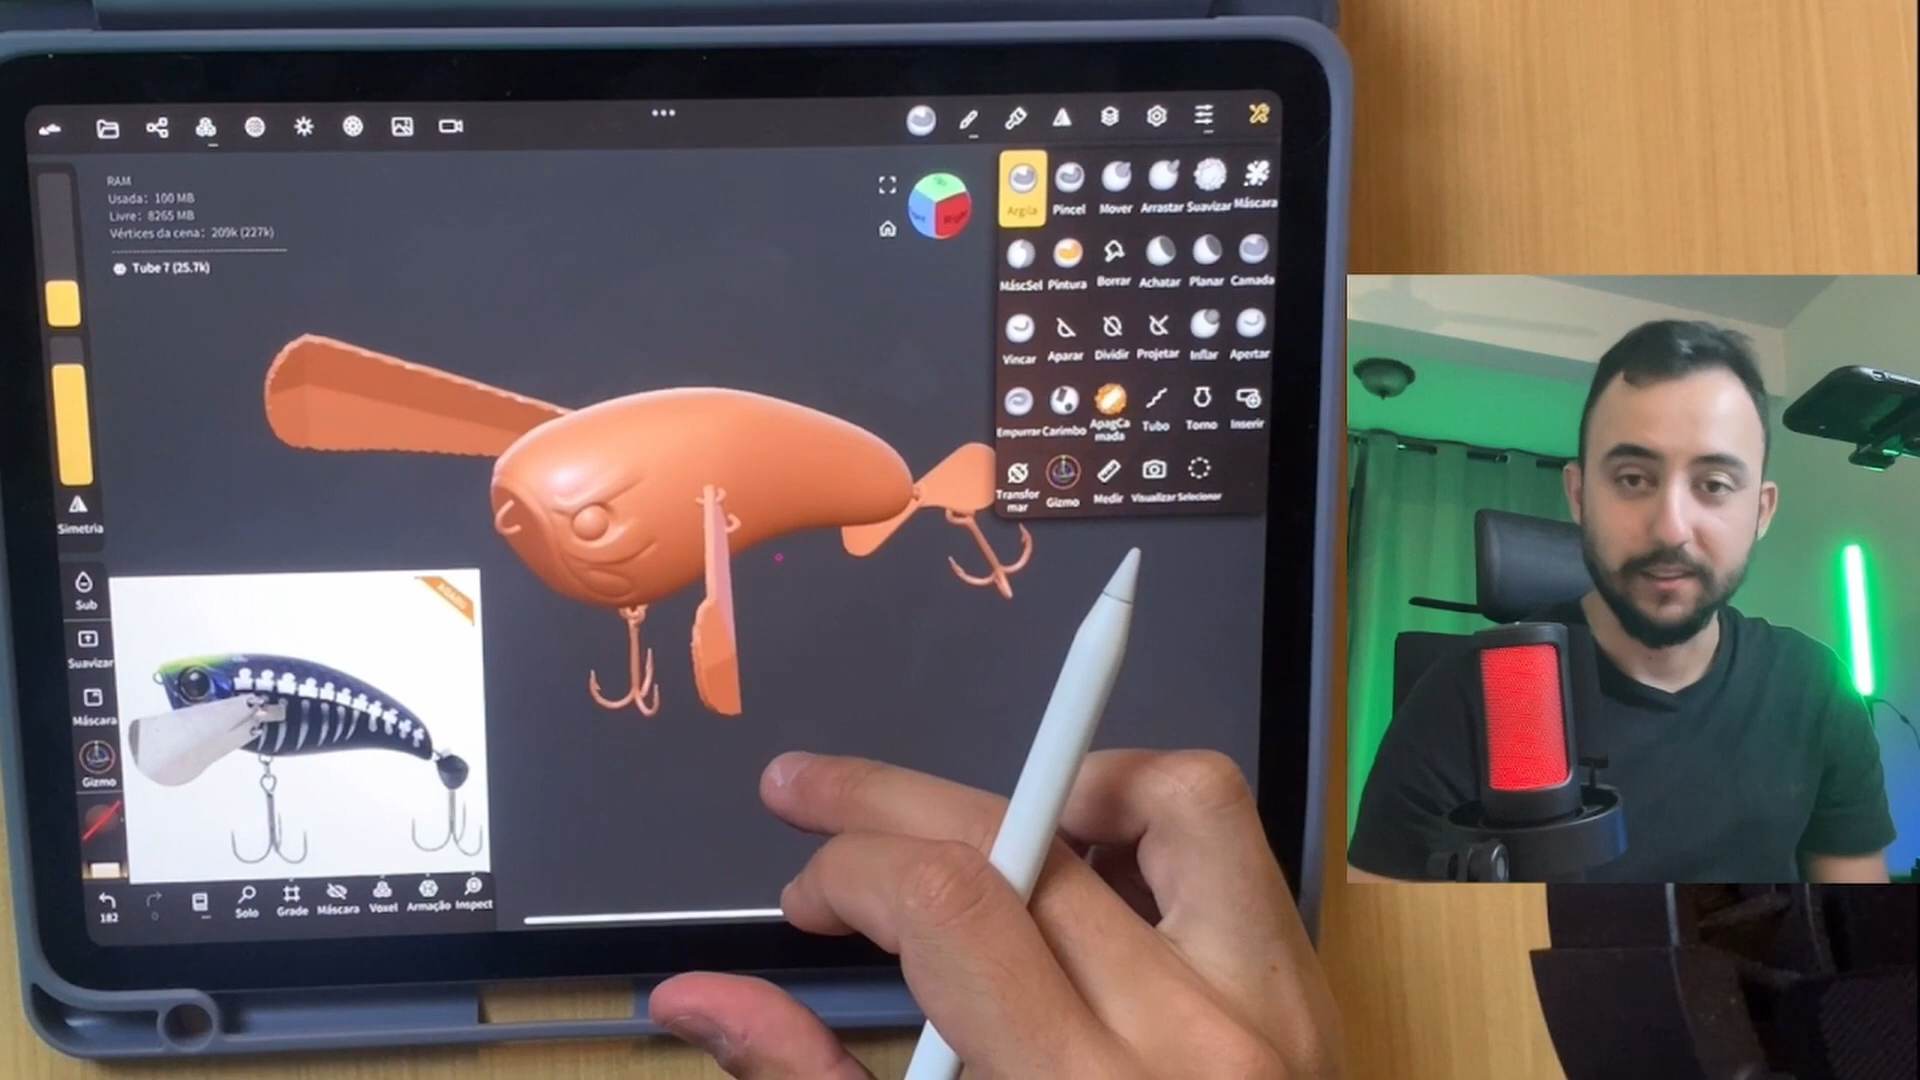 RAM
Usada: 100 MB
Livre: 8265 MB
Vértices da cena: 209k (227k)
Tube 7 (25.7k)
Right
Argila Pincel Mover Arrastar Suavizar Máscara
MáscSel Pintura Borrar Achatar Planar Camada
Vincar Aparar Dividir Projetar Inflar Apertar
Empurrar Carimbo ApagCamada Tubo Torno Inserir
Transformar Gizmo Medir Visualizar Selecionar
Simetria
Sub
Suavizar
Máscara
Gizmo
182 0 Solo Grade Máscara Voxel Armação Inspect